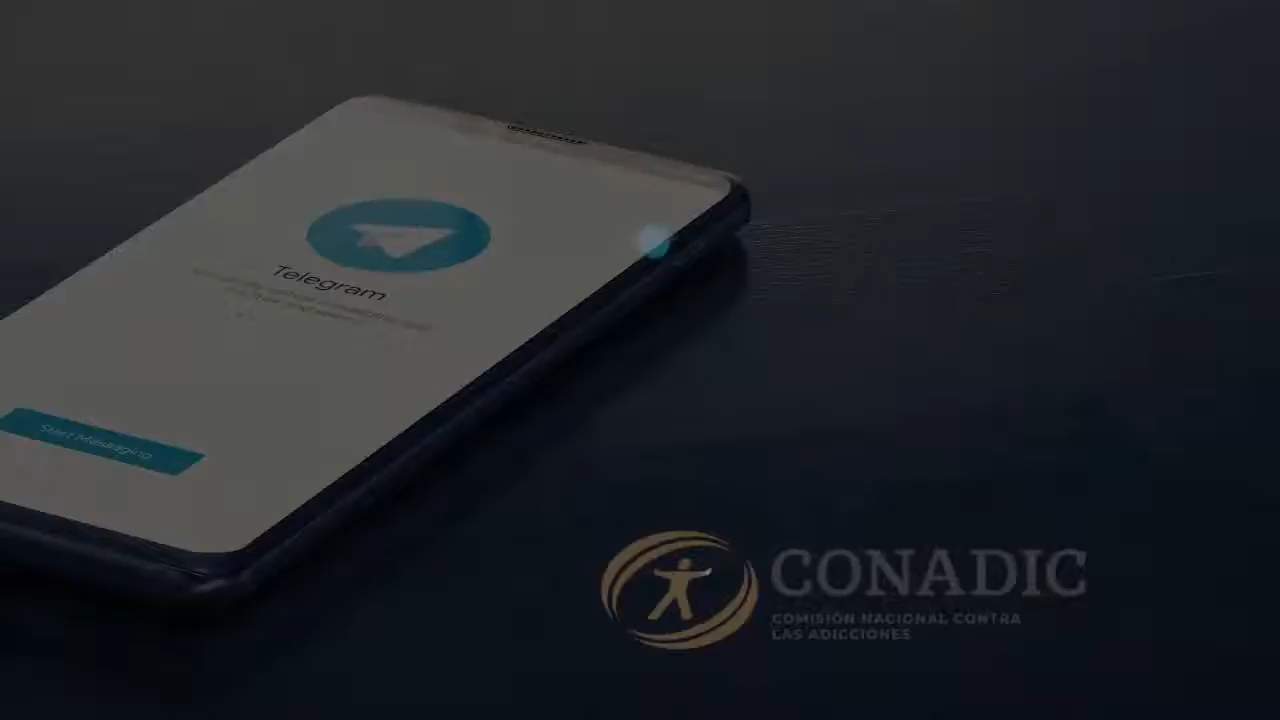 Telegram
Start Messaging
CONADIC
COMISIÓN NACIONAL CONTRA
LAS ADICCIONES